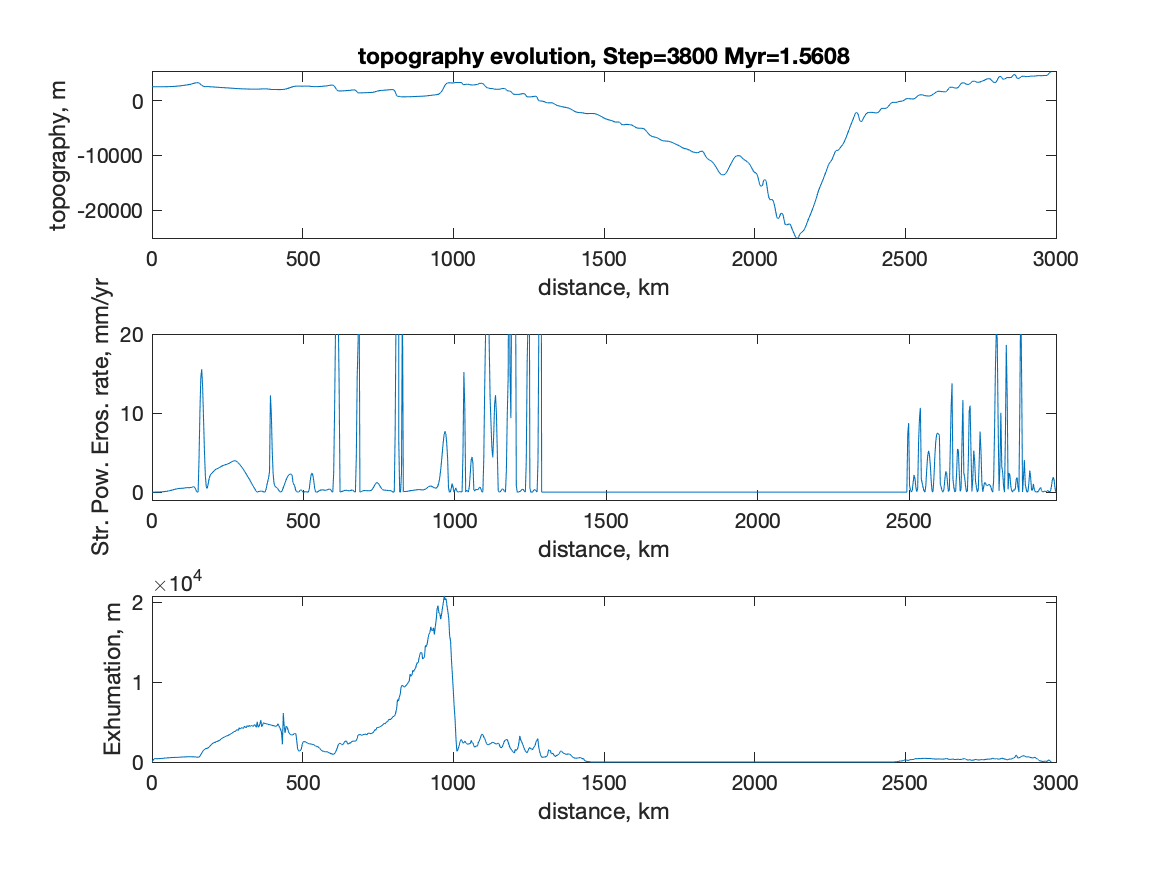 topography evolution, Step=3800 Myr=1.5608
topography, m
0
-10000
-20000
0 500 1000 1500 2000 2500 3000
distance, km
Str. Pow. Eros. rate, mm/yr
20
10
0
0 500 1000 1500 2000 2500
distance, km
×10^4
Exhumation, m
2
1
0
0 500 1000 1500 2000 2500 3000
distance, km